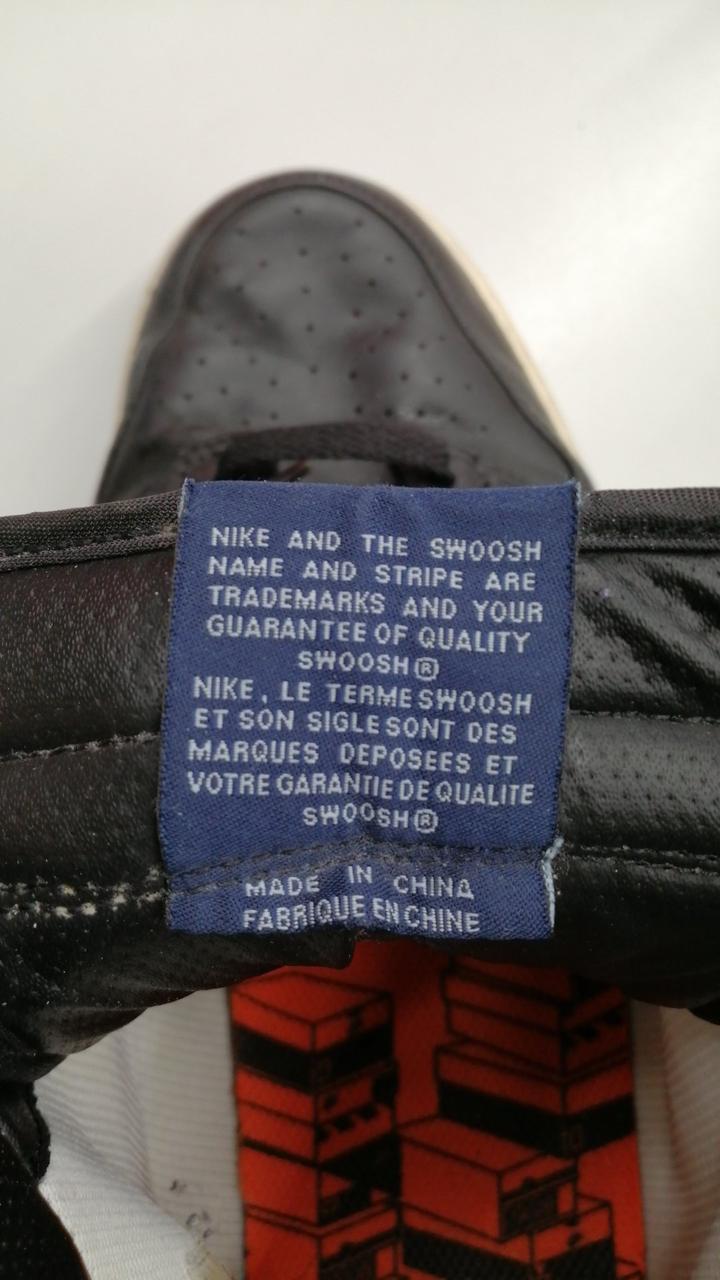 NIKE AND THE SWOOSH
NAME AND STRIPE ARE
TRADEMARKS AND YOUR
GUARANTEE OF QUALITY
SWOOSH®
NIKE, LE TERME SWOOSH
ET SON SIGLE SONT DES
MARQUES DEPOSEES ET
VOTRE GARANTIE DE QUALITE
SWOOSH®
MADE IN CHINA
FABRIQUE EN CHINE